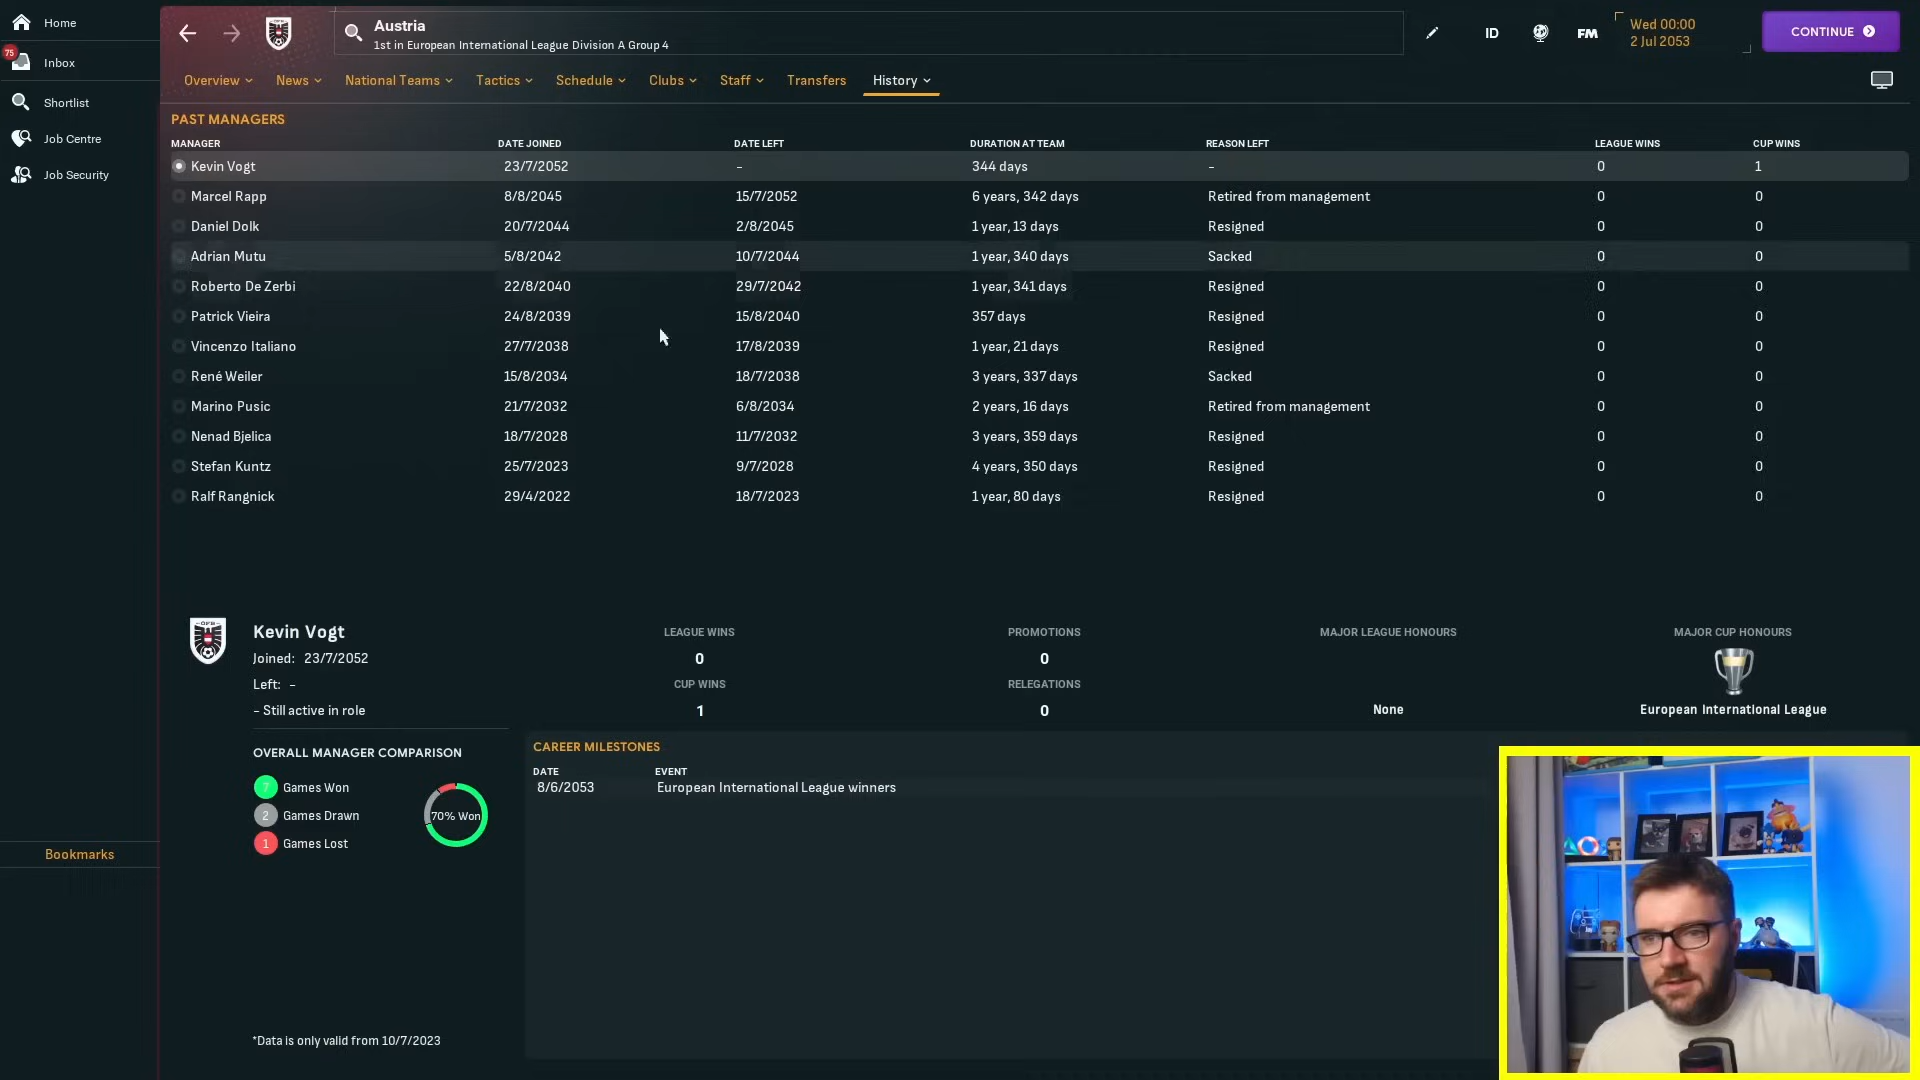 Home
75
Inbox
Shortlist
Job Centre
Job Security
Bookmarks
Austria
1st in European International League Division A Group 4
ID
FM
Wed 00:00
2 Jul 2053
CONTINUE
Overview News National Teams Tactics Schedule Clubs Staff Transfers History
PAST MANAGERS
MANAGER DATE JOINED DATE LEFT DURATION AT TEAM REASON LEFT LEAGUE WINS CUP WINS
Kevin Vogt 23/7/2052 - 344 days - 0 1
Marcel Rapp 8/8/2045 15/7/2052 6 years, 342 days Retired from management 0 0
Daniel Dolk 20/7/2044 2/8/2045 1 year, 13 days Resigned 0 0
Adrian Mutu 5/8/2042 10/7/2044 1 year, 340 days Sacked 0 0
Roberto De Zerbi 22/8/2040 29/7/2042 1 year, 341 days Resigned 0 0
Patrick Vieira 24/8/2039 15/8/2040 357 days Resigned 0 0
Vincenzo Italiano 27/7/2038 17/8/2039 1 year, 21 days Resigned 0 0
René Weiler 15/8/2034 18/7/2038 3 years, 337 days Sacked 0 0
Marino Pusic 21/7/2032 6/8/2034 2 years, 16 days Retired from management 0 0
Nenad Bjelica 18/7/2028 11/7/2032 3 years, 359 days Resigned 0 0
Stefan Kuntz 25/7/2023 9/7/2028 4 years, 350 days Resigned 0 0
Ralf Rangnick 29/4/2022 18/7/2023 1 year, 80 days Resigned 0 0
Kevin Vogt
Joined: 23/7/2052
Left: -
- Still active in role
LEAGUE WINS
0
CUP WINS
1
PROMOTIONS
0
RELEGATIONS
0
MAJOR LEAGUE HONOURS
None
MAJOR CUP HONOURS
European International League
OVERALL MANAGER COMPARISON
7 Games Won
2 Games Drawn
1 Games Lost
70% Won
*Data is only valid from 10/7/2023
CAREER MILESTONES
DATE EVENT
8/6/2053 European International League winners